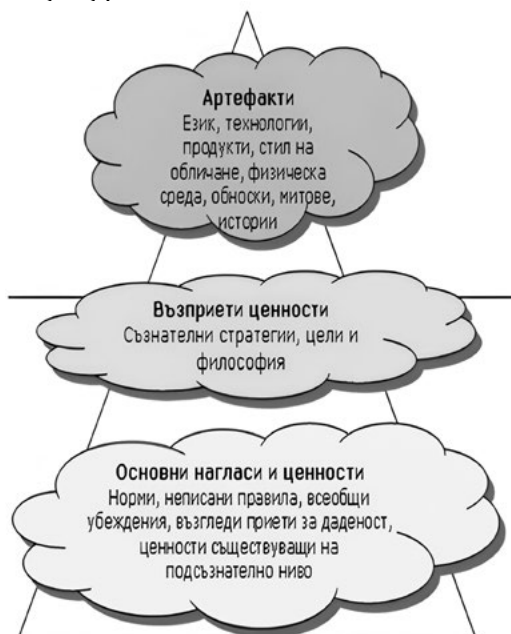 Артефакти
Език, технологии,
продукти, стил на
обличане, физическа
среда, обноски, митове,
истории
Възприети ценности
Съзнателни стратегии, цели и
философия
Основни нагласи и ценности
Норми, неписани правила, всеобщи
убеждения, възгледи приети за даденост,
ценности съществуващи на
подсъзнателно ниво